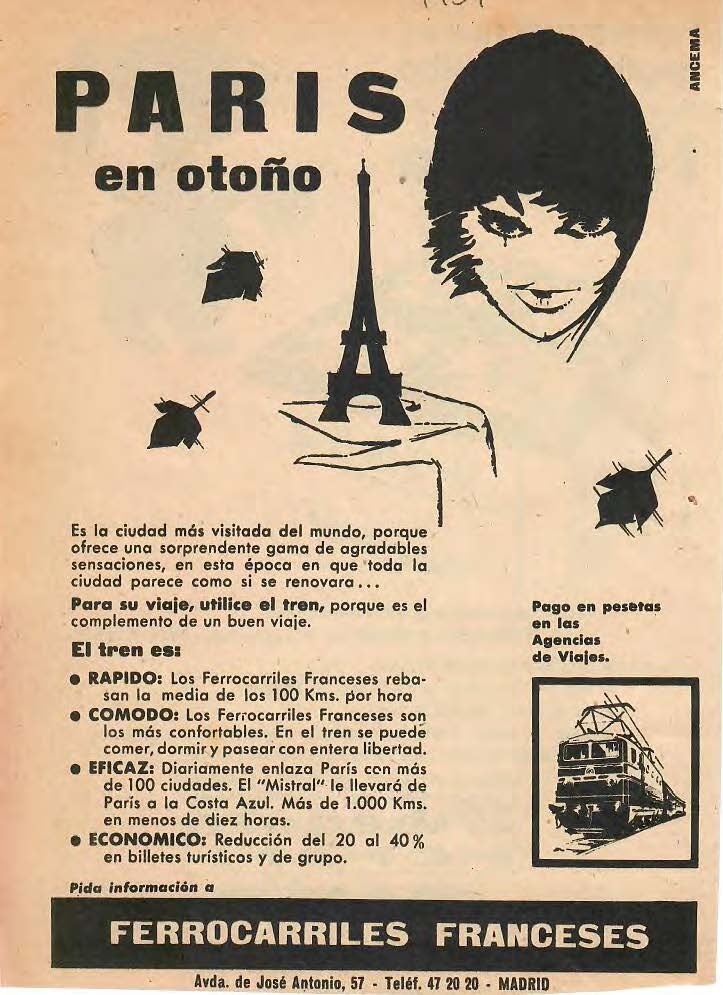 PARIS
en otoño
ANCEMA
Es la ciudad más visitada del mundo, porque
ofrece una sorprendente gama de agradables
sensaciones, en esta época en que toda la
ciudad parece como si se renovara...
Para su viaje, utilice el tren, porque es el
complemento de un buen viaje.
El tren es:
● RAPIDO: Los Ferrocarriles Franceses reba-
san la media de los 100 Kms. por hora
● COMODO: Los Ferrocarriles Franceses son
los más confortables. En el tren se puede
comer, dormir y pasear con entera libertad.
● EFICAZ: Diariamente enlaza París con más
de 100 ciudades. El "Mistral" le llevará de
París a la Costa Azul. Más de 1.000 Kms.
en menos de diez horas.
● ECONOMICO: Reducción del 20 al 40%
en billetes turísticos y de grupo.
Pago en pesetas
en las
Agencias
de Viajes.
Pida información a
FERROCARRILES FRANCESES
Avda. de José Antonio, 57 - Teléf. 47 20 20 - MADRID